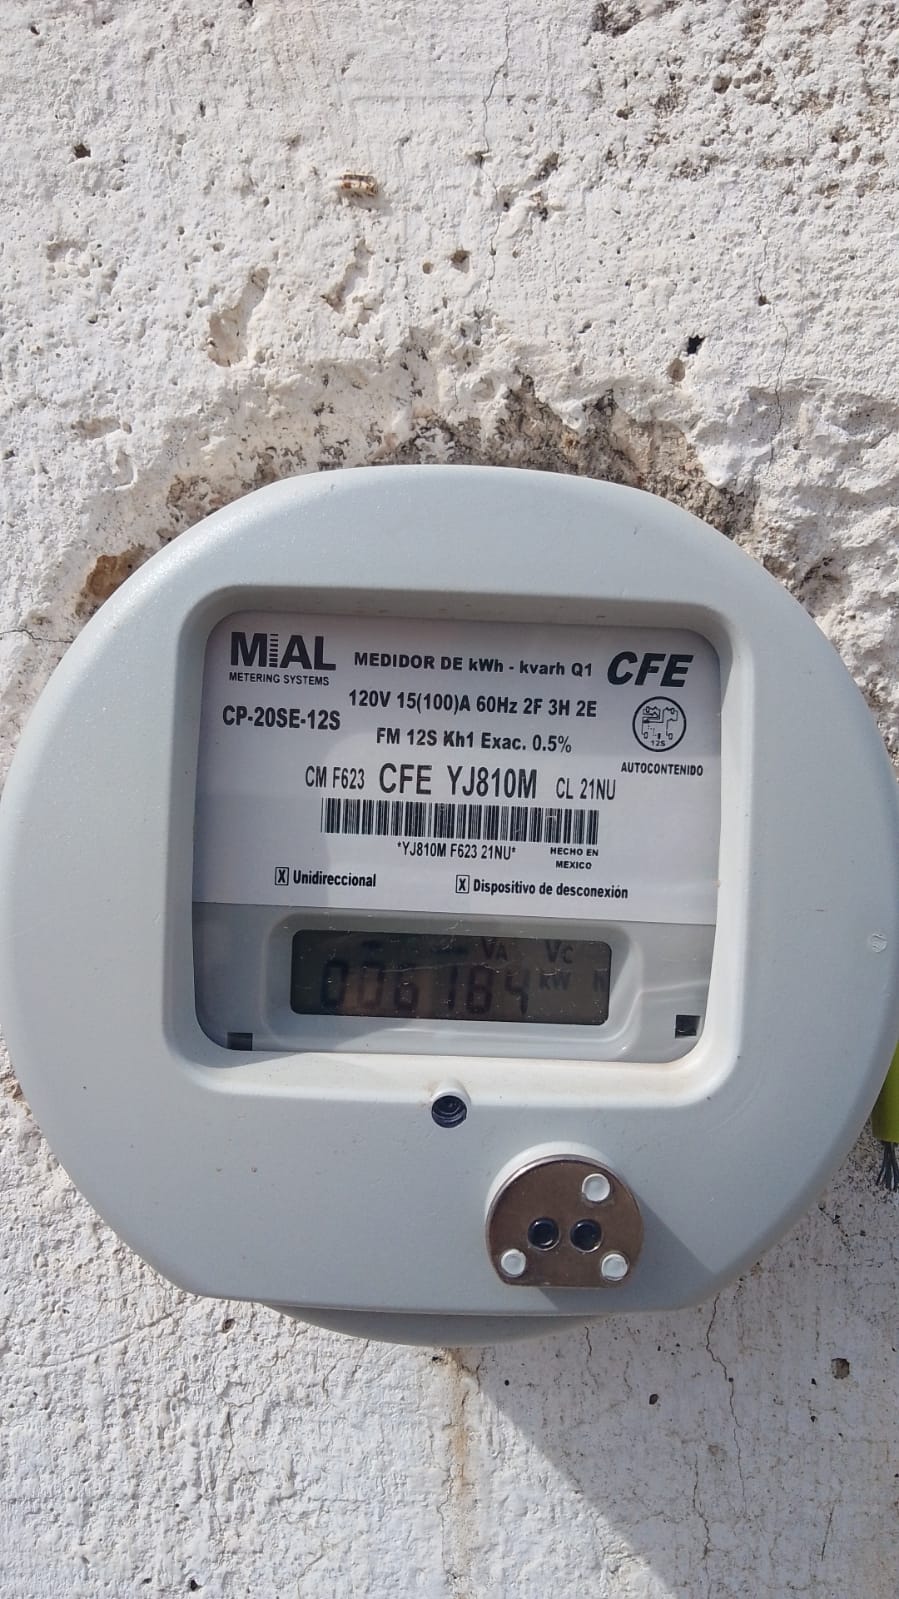 MIAL
METERING SYSTEMS
MEDIDOR DE kWh - kvarh Q1
CFE
CP-20SE-12S
120V 15(100)A 60Hz 2F 3H 2E
FM 12S Kh1 Exac. 0.5%
12S
AUTOCONTENIDO
CM F623 CFE YJ810M CL 21NU
*YJ810M F623 21NU*
HECHO EN
MEXICO
X Unidireccional
X Dispositivo de desconexión
VA VC
006184 kW